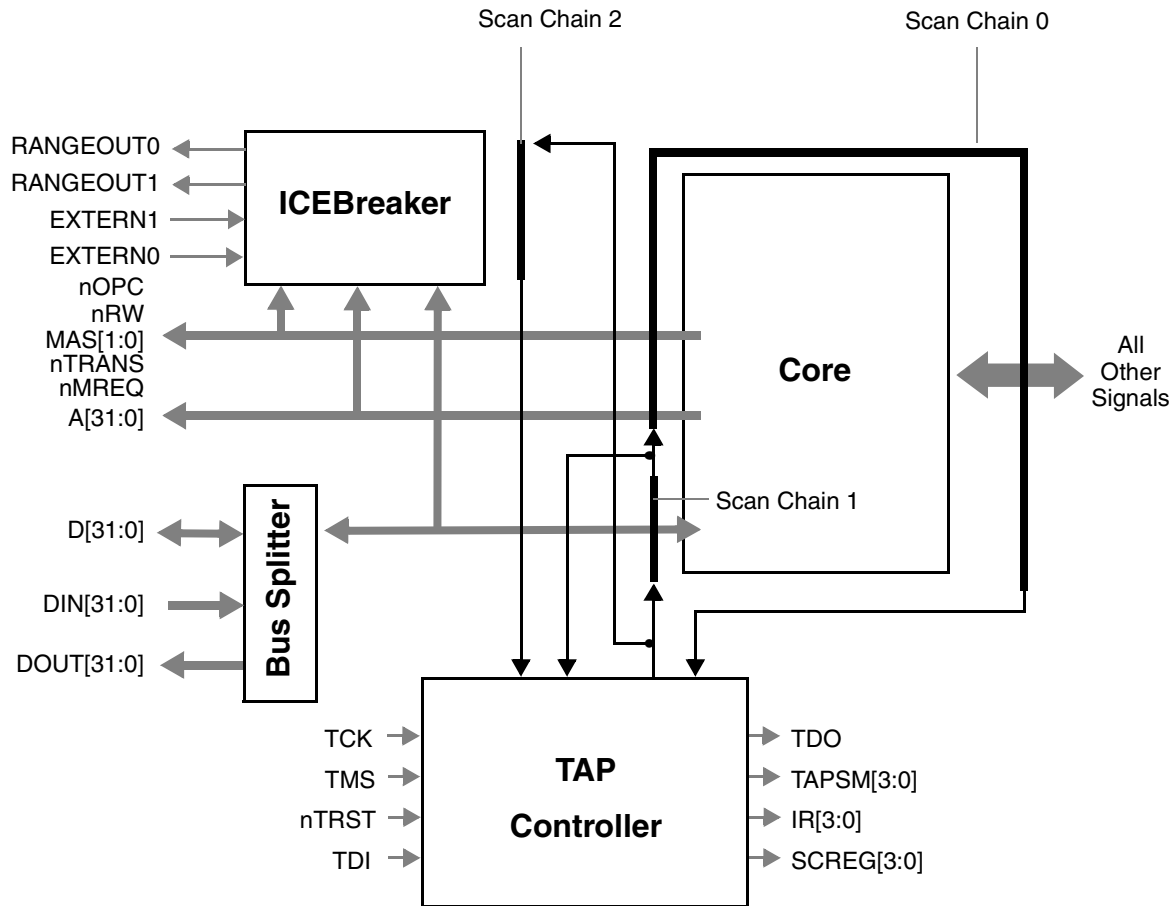 Scan Chain 2
Scan Chain 0
RANGEOUT0
RANGEOUT1
EXTERN1
EXTERN0
nOPC
nRW
MAS[1:0]
nTRANS
nMREQ
A[31:0]
ICEBreaker
Core
All
Other
Signals
Scan Chain 1
D[31:0]
DIN[31:0]
DOUT[31:0]
Bus Splitter
TCK
TMS
nTRST
TDI
TAP
Controller
TDO
TAPSM[3:0]
IR[3:0]
SCREG[3:0]